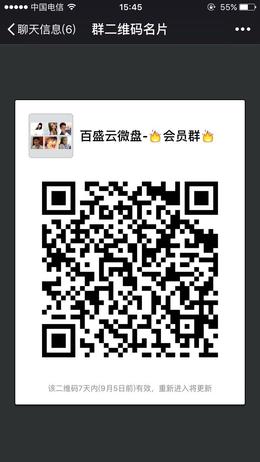 中国电信 15:45 55%
聊天信息(6) 群二维码名片
百盛云微盘-🔥会员群🔥
该二维码7天内(9月5日前)有效，重新进入将更新